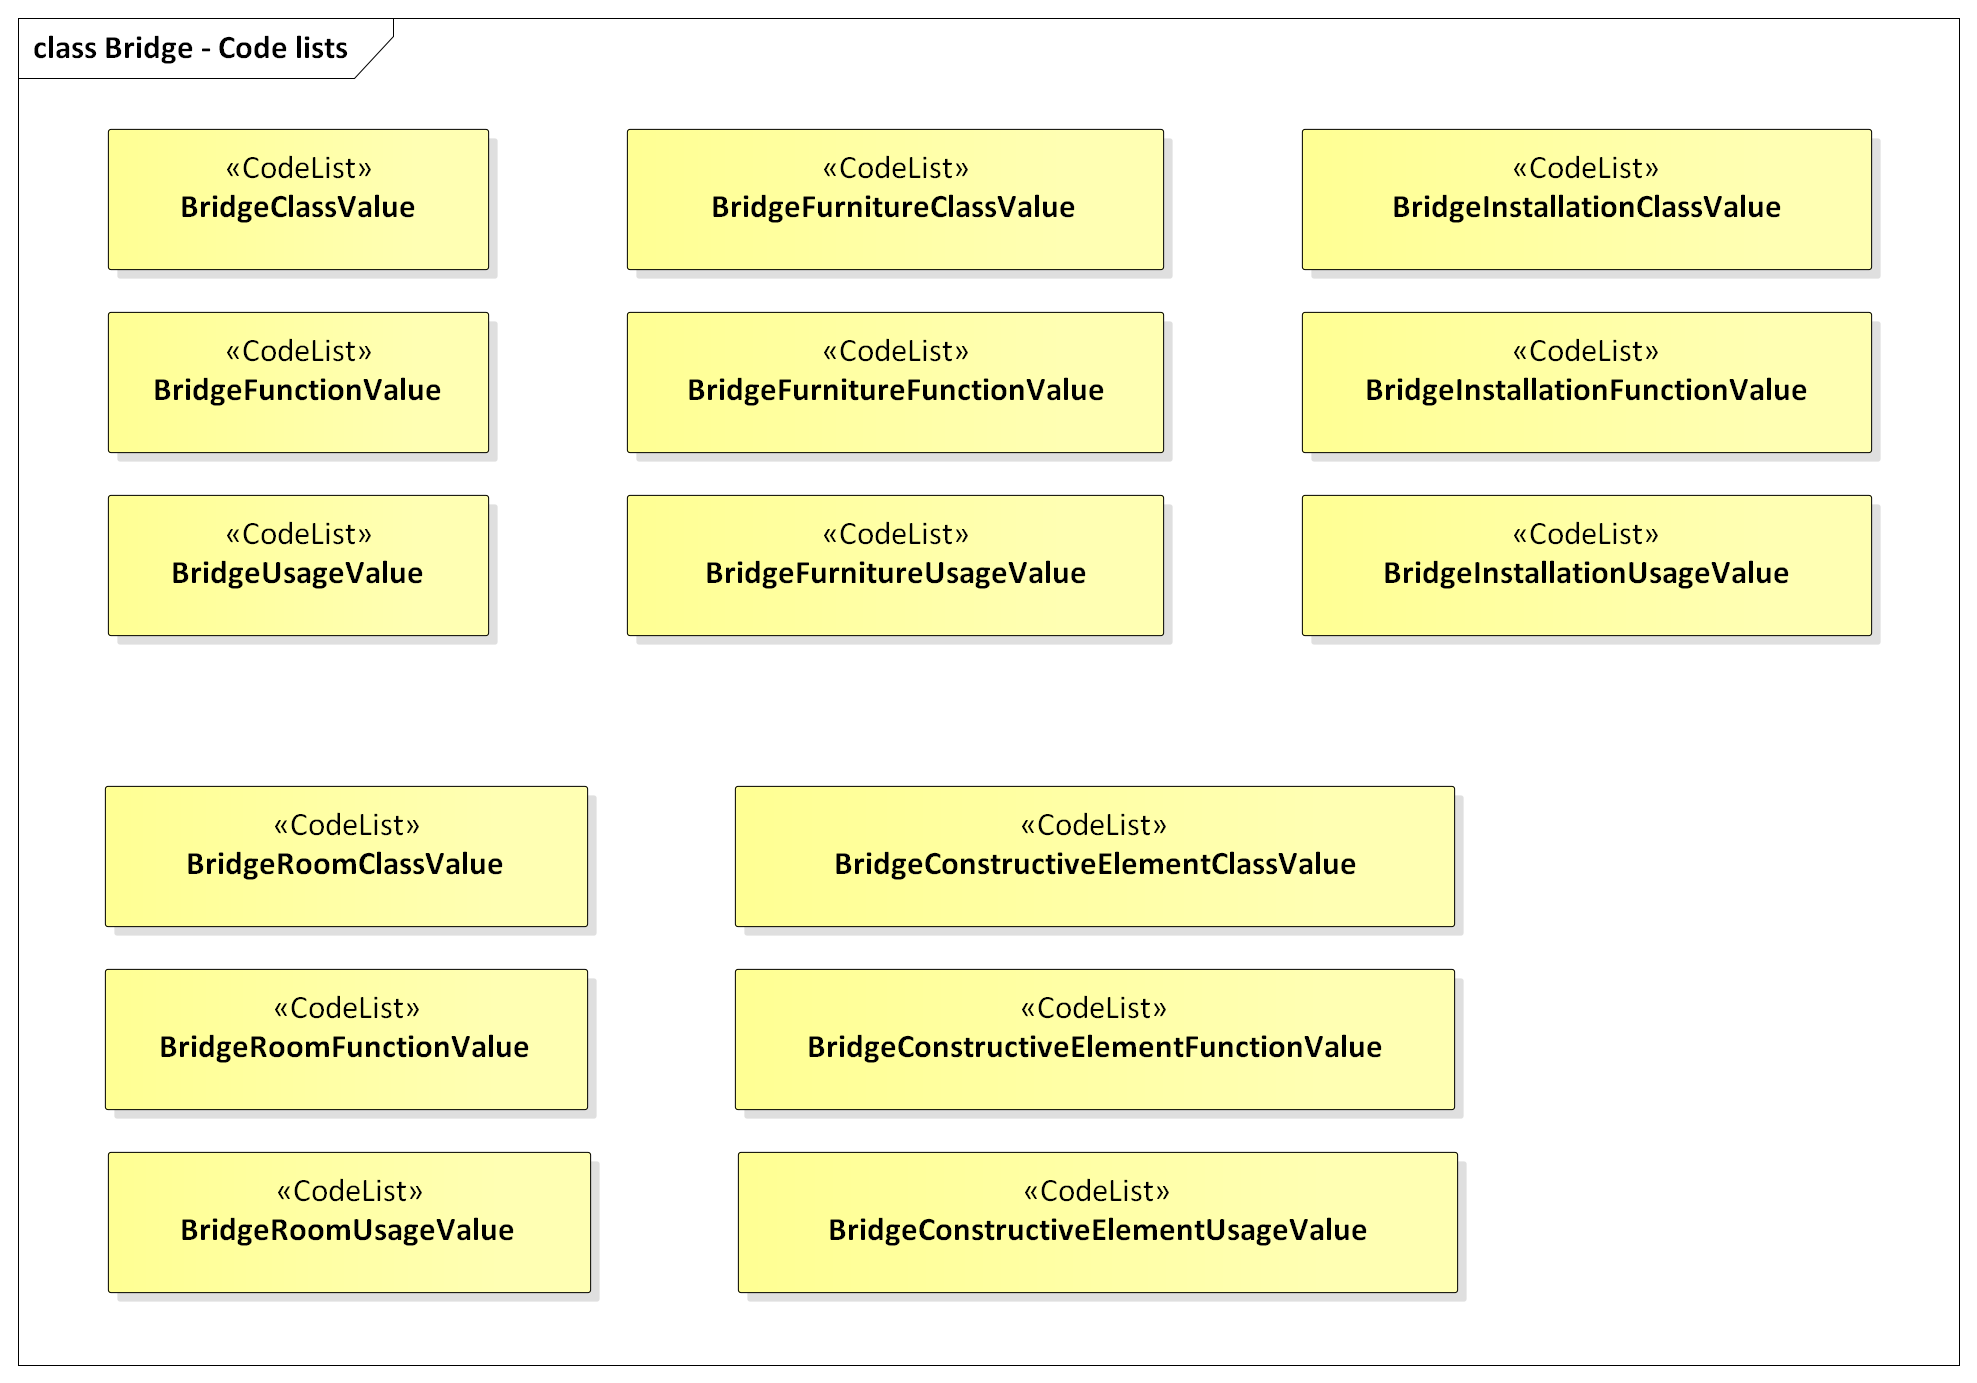 class Bridge - Code lists
«CodeList»
BridgeClassValue
«CodeList»
BridgeFurnitureClassValue
«CodeList»
BridgeInstallationClassValue
«CodeList»
BridgeFunctionValue
«CodeList»
BridgeFurnitureFunctionValue
«CodeList»
BridgeInstallationFunctionValue
«CodeList»
BridgeUsageValue
«CodeList»
BridgeFurnitureUsageValue
«CodeList»
BridgeInstallationUsageValue
«CodeList»
BridgeRoomClassValue
«CodeList»
BridgeConstructiveElementClassValue
«CodeList»
BridgeRoomFunctionValue
«CodeList»
BridgeConstructiveElementFunctionValue
«CodeList»
BridgeRoomUsageValue
«CodeList»
BridgeConstructiveElementUsageValue